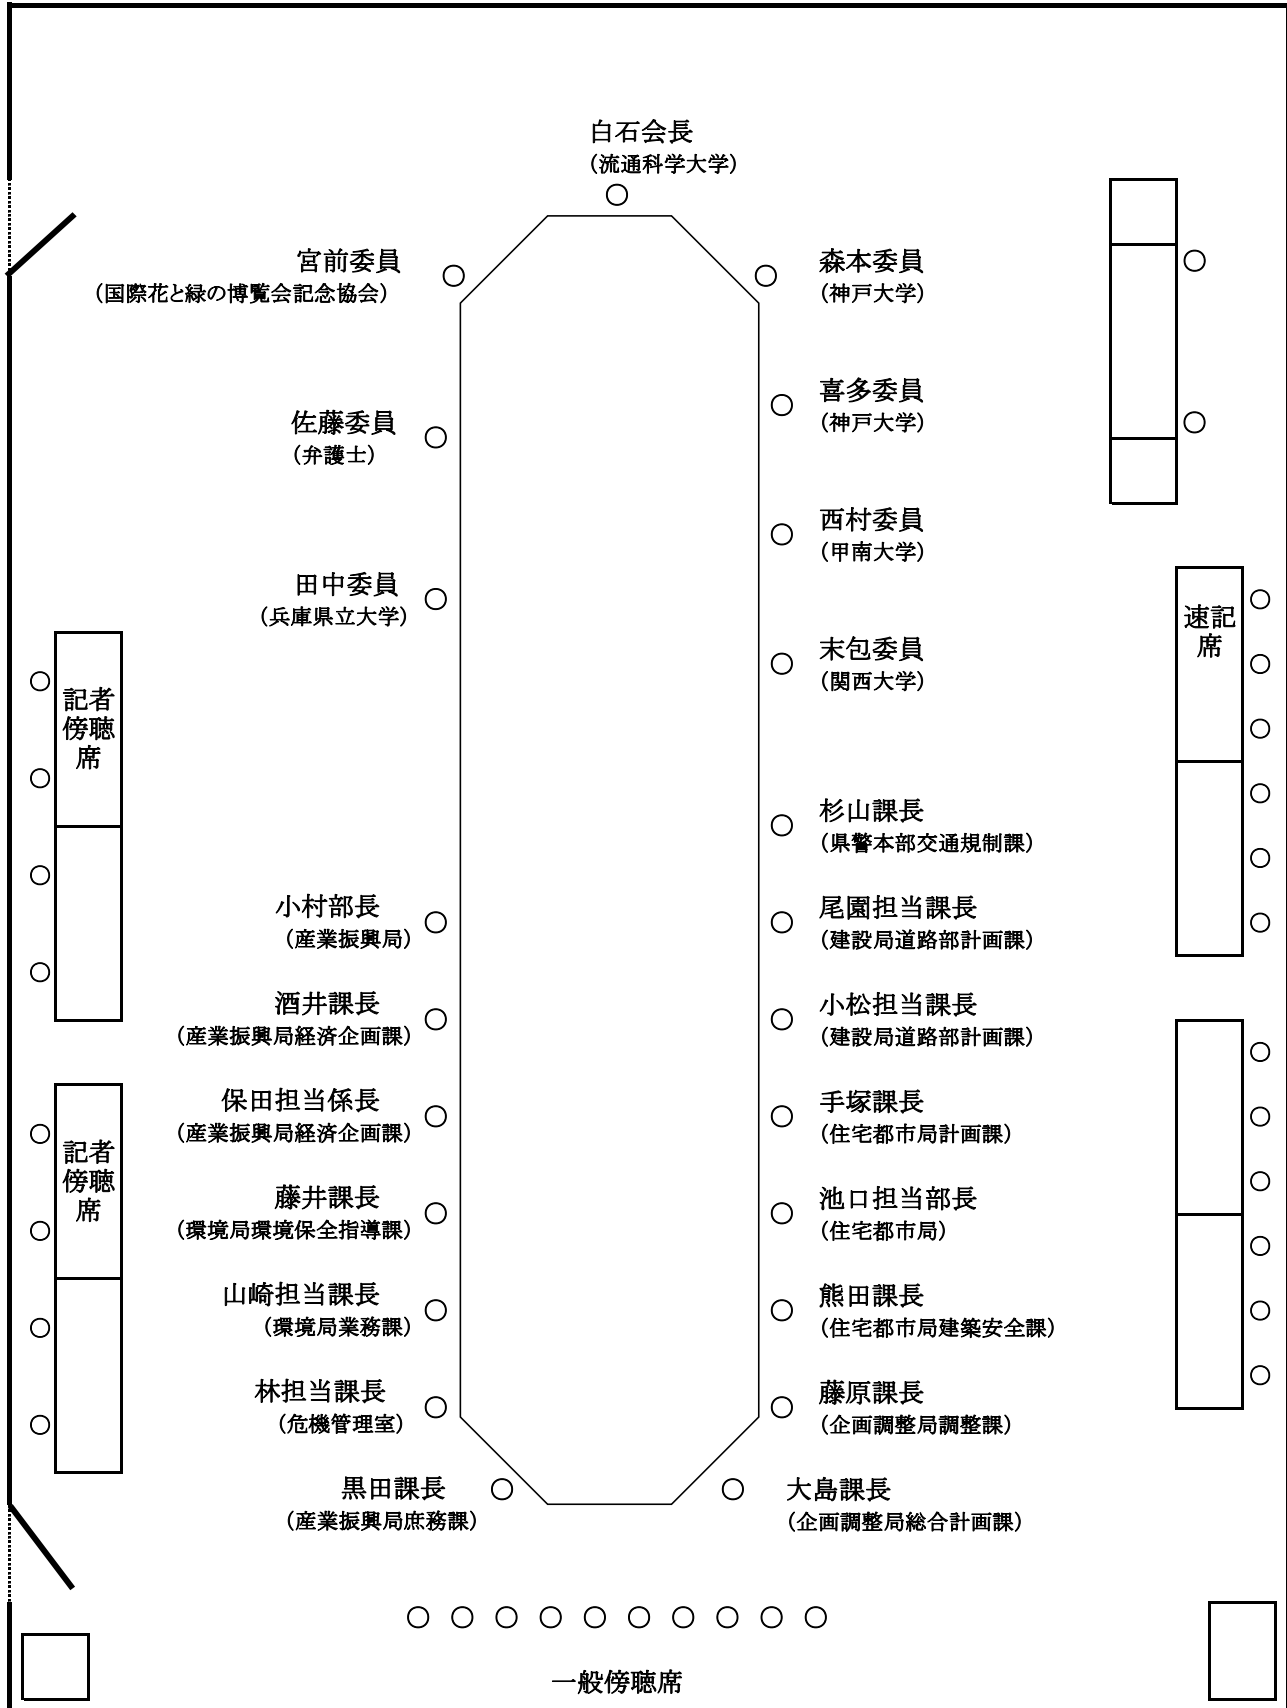 白石会長
(流通科学大学)
宮前委員
(国際花と緑の博覧会記念協会)
森本委員
(神戸大学)
喜多委員
(神戸大学)
佐藤委員
(弁護士)
西村委員
(甲南大学)
田中委員
(兵庫県立大学)
末包委員
(関西大学)
速記
席
記者
傍聴
席
杉山課長
(県警本部交通規制課)
小村部長
(産業振興局)
尾園担当課長
(建設局道路部計画課)
酒井課長
(産業振興局経済企画課)
小松担当課長
(建設局道路部計画課)
保田担当係長
(産業振興局経済企画課)
手塚課長
(住宅都市局計画課)
記者
傍聴
席
藤井課長
(環境局環境保全指導課)
池口担当部長
(住宅都市局)
山崎担当課長
(環境局業務課)
熊田課長
(住宅都市局建築安全課)
林担当課長
(危機管理室)
藤原課長
(企画調整局調整課)
黒田課長
(産業振興局庶務課)
大島課長
(企画調整局総合計画課)
一般傍聴席